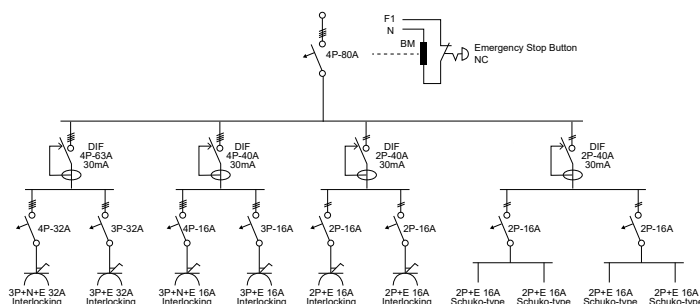 F1
N
BM
4P-80A
Emergency Stop Button
NC
DIF
4P-63A
30mA
DIF
4P-40A
30mA
DIF
2P-40A
30mA
DIF
2P-40A
30mA
4P-32A
3P-32A
4P-16A
3P-16A
2P-16A
2P-16A
2P-16A
2P-16A
3P+N+E 32A
Interlocking
3P+E 32A
Interlocking
3P+N+E 16A
Interlocking
3P+E 16A
Interlocking
2P+E 16A
Interlocking
2P+E 16A
Interlocking
2P+E 16A
Schuko-type
2P+E 16A
Schuko-type
2P+E 16A
Schuko-type
2P+E 16A
Schuko-type